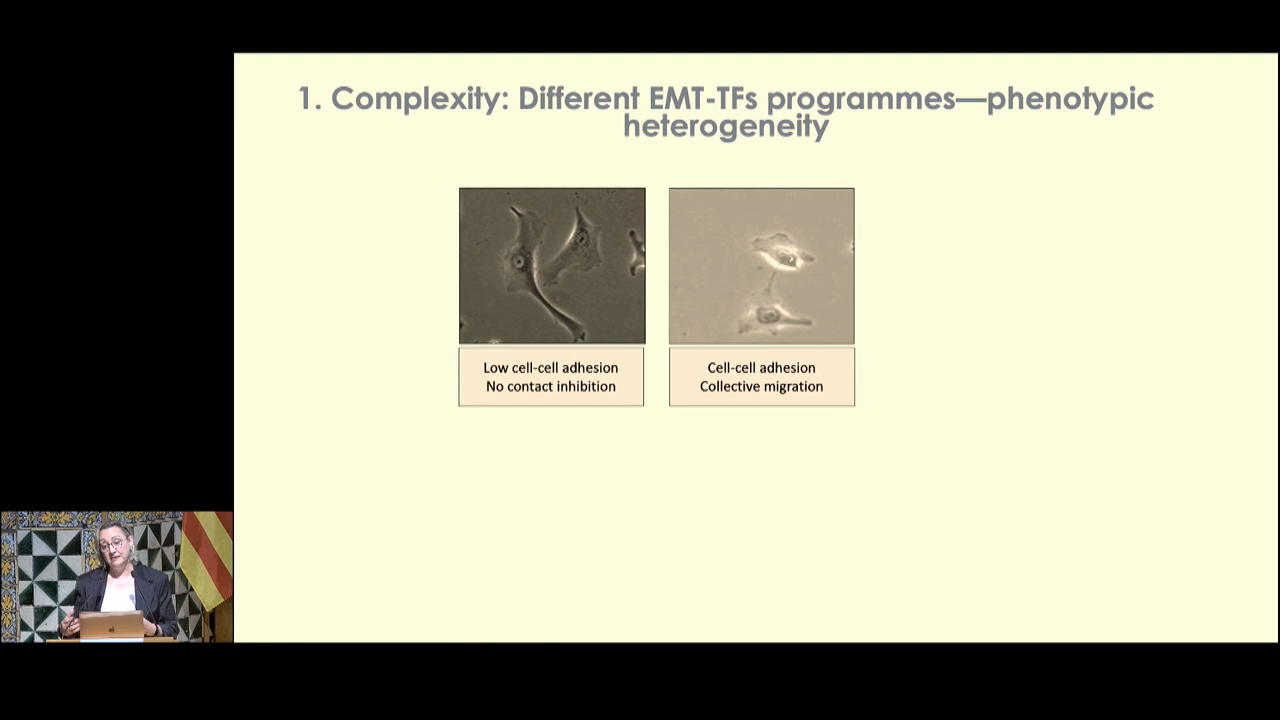 1. Complexity: Different EMT-TFs programmes—phenotypic
heterogeneity
Low cell-cell adhesion
No contact inhibition
Cell-cell adhesion
Collective migration